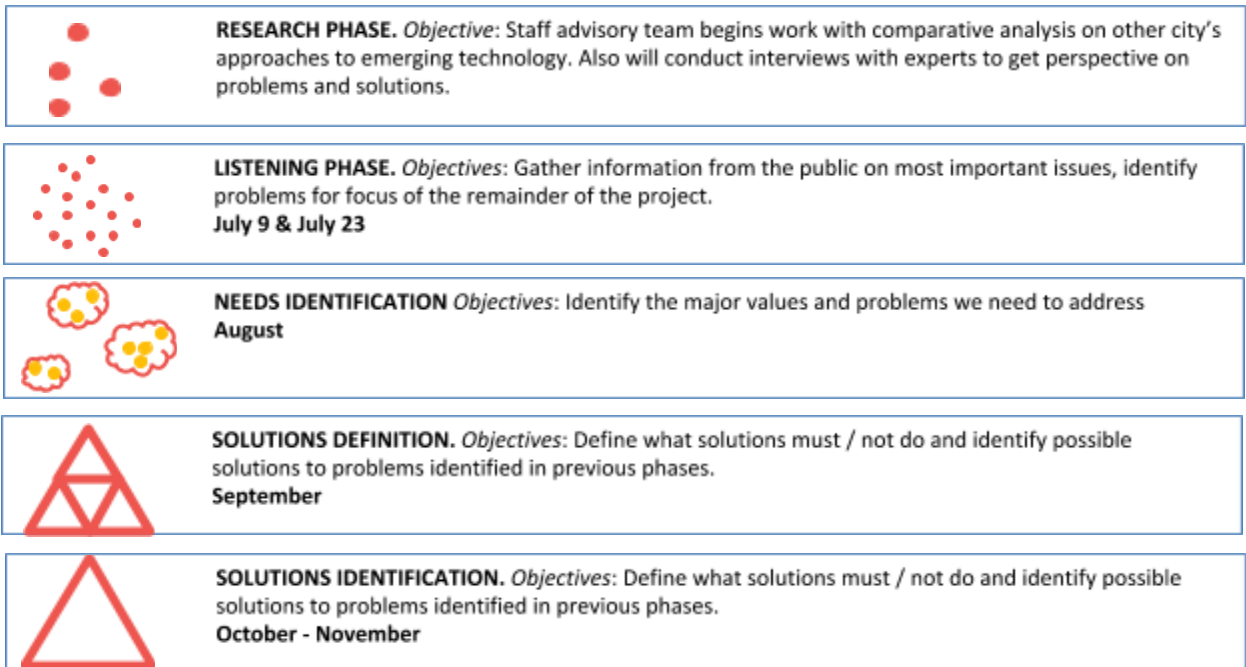 RESEARCH PHASE. Objective: Staff advisory team begins work with comparative analysis on other city's
approaches to emerging technology. Also will conduct interviews with experts to get perspective on
problems and solutions.
LISTENING PHASE. Objectives: Gather information from the public on most important issues, identify
problems for focus of the remainder of the project.
July 9 & July 23
NEEDS IDENTIFICATION Objectives: Identify the major values and problems we need to address
August
SOLUTIONS DEFINITION. Objectives: Define what solutions must / not do and identify possible
solutions to problems identified in previous phases.
September
SOLUTIONS IDENTIFICATION. Objectives: Define what solutions must / not do and identify possible
solutions to problems identified in previous phases.
October - November